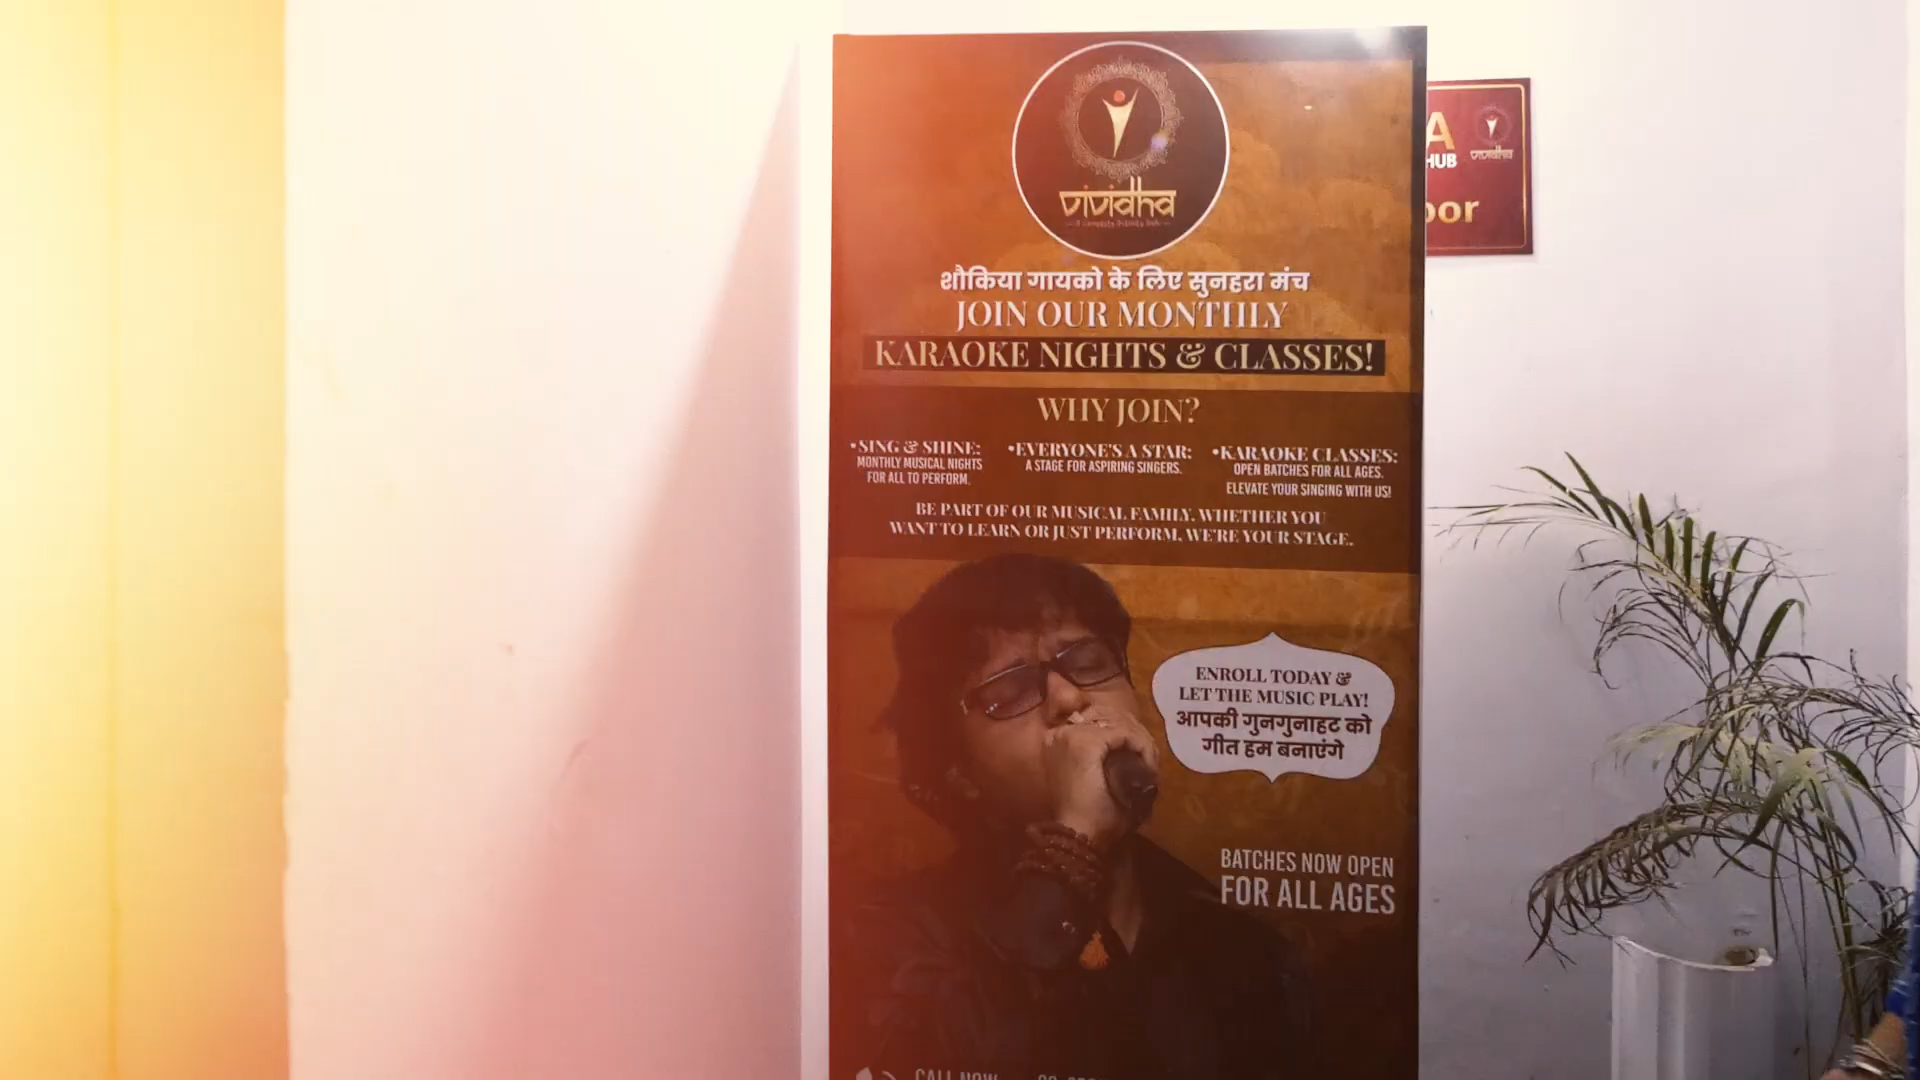 vividha
शौकिया गायको के लिए सुनहरा मंच
JOIN OUR MONTHLY
KARAOKE NIGHTS & CLASSES!
WHY JOIN?
•SING & SHINE:
MONTHLY MUSICAL NIGHTS
FOR ALL TO PERFORM.
•EVERYONE'S A STAR:
A STAGE FOR ASPIRING SINGERS.
•KARAOKE CLASSES:
OPEN BATCHES FOR ALL AGES.
ELEVATE YOUR SINGING WITH US!
BE PART OF OUR MUSICAL FAMILY. WHETHER YOU
WANT TO LEARN OR JUST PERFORM, WE'RE YOUR STAGE.
ENROLL TODAY &
LET THE MUSIC PLAY!
आपकी गुनगुनाहट को
गीत हम बनाएंगे
BATCHES NOW OPEN
FOR ALL AGES
CALL NOW
HUB
vividha